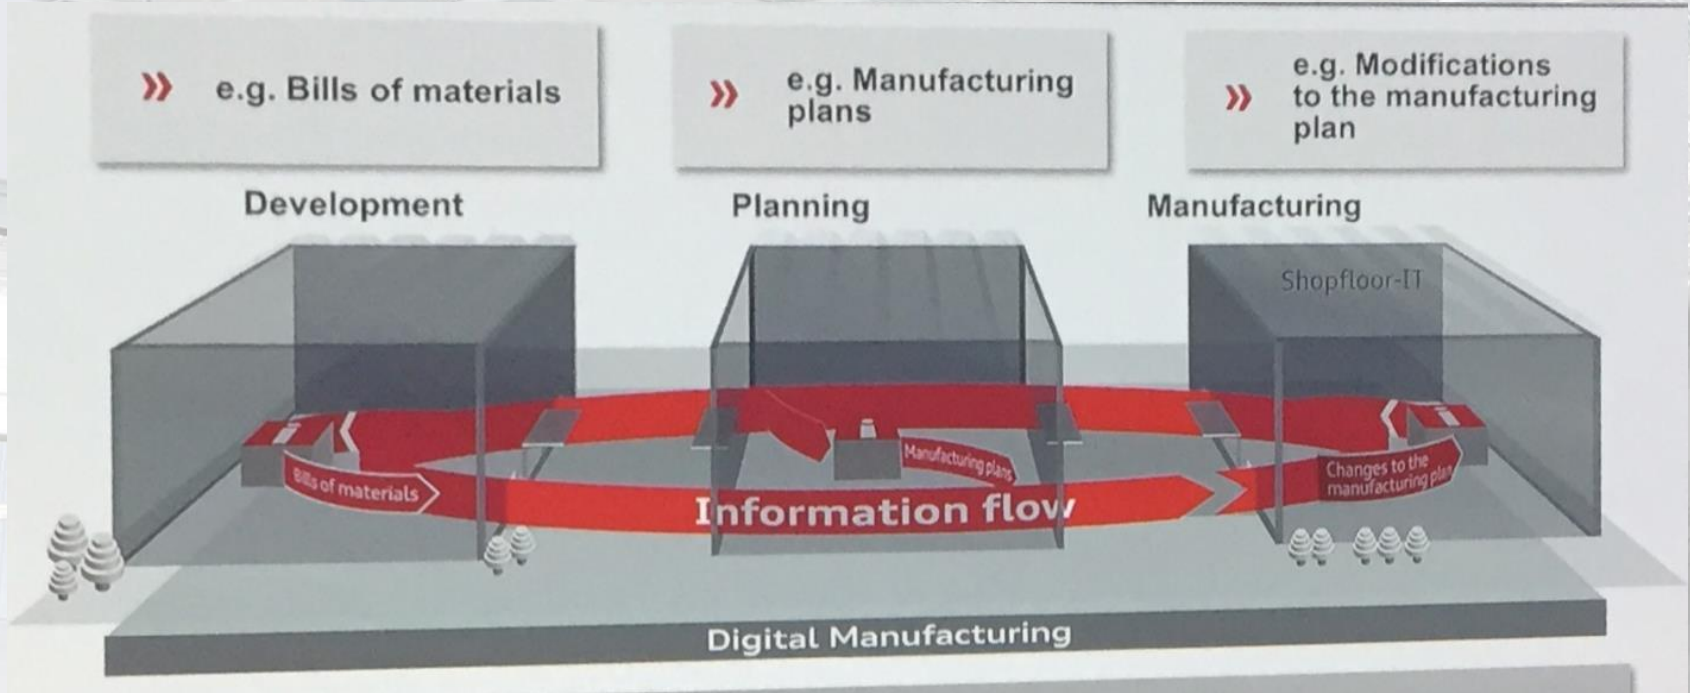 e.g. Bills of materials
e.g. Manufacturing
plans
e.g. Modifications
to the manufacturing
plan
Development
Planning
Manufacturing
Shopfloor-IT
Bills of materials
Manufacturing plans
Changes to the
manufacturing plan
Information flow
Digital Manufacturing